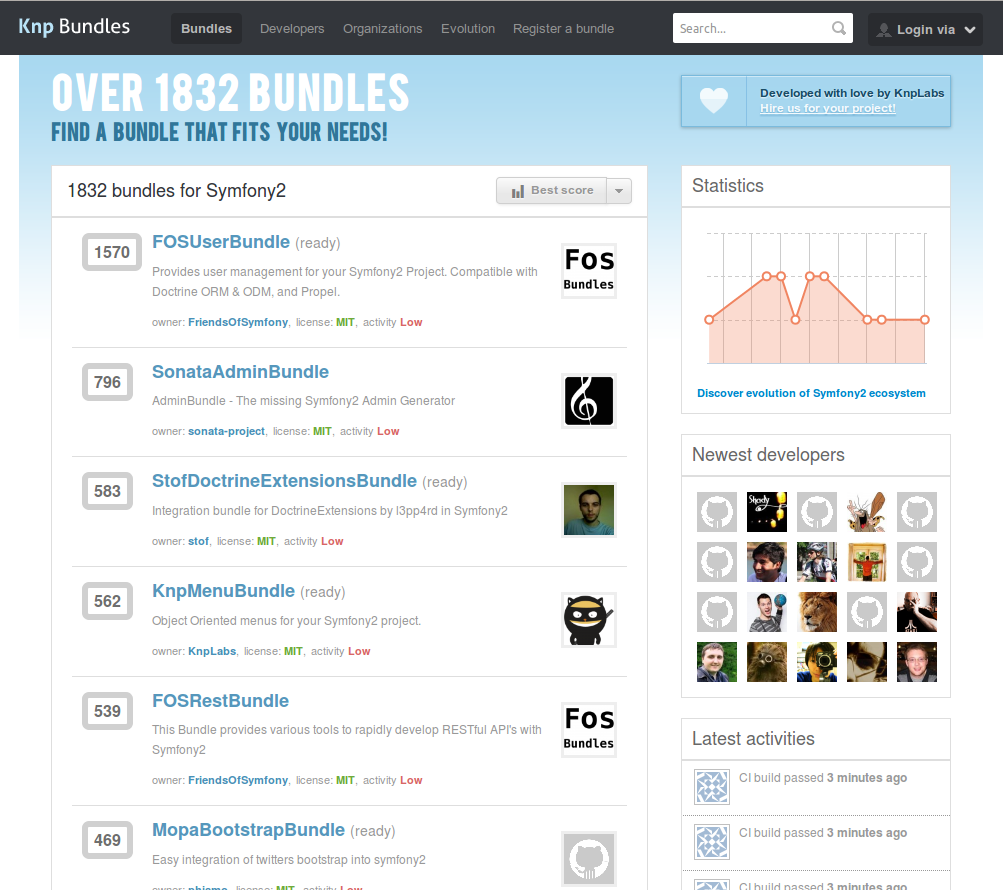 Knp Bundles
Bundles
Developers
Organizations
Evolution
Register a bundle
Search...
Login via
OVER 1832 BUNDLES
FIND A BUNDLE THAT FITS YOUR NEEDS!
Developed with love by KnpLabs
Hire us for your project!
1832 bundles for Symfony2
Best score
1570
FOSUserBundle (ready)
Provides user management for your Symfony2 Project. Compatible with
Doctrine ORM & ODM, and Propel.
owner: FriendsOfSymfony, license: MIT, activity Low
Fos
Bundles
796
SonataAdminBundle
AdminBundle - The missing Symfony2 Admin Generator
owner: sonata-project, license: MIT, activity Low
583
StofDoctrineExtensionsBundle (ready)
Integration bundle for DoctrineExtensions by l3pp4rd in Symfony2
owner: stof, license: MIT, activity Low
562
KnpMenuBundle (ready)
Object Oriented menus for your Symfony2 project.
owner: KnpLabs, license: MIT, activity Low
539
FOSRestBundle
This Bundle provides various tools to rapidly develop RESTful API's with
Symfony2
owner: FriendsOfSymfony, license: MIT, activity Low
Fos
Bundles
469
MopaBootstrapBundle (ready)
Easy integration of twitters bootstrap into symfony2
owner: phiamo, license: MIT, activity Low
Statistics
Discover evolution of Symfony2 ecosystem
Newest developers
Shady
Latest activities
CI build passed 3 minutes ago
CI build passed 3 minutes ago
CI build passed 3 minutes ago